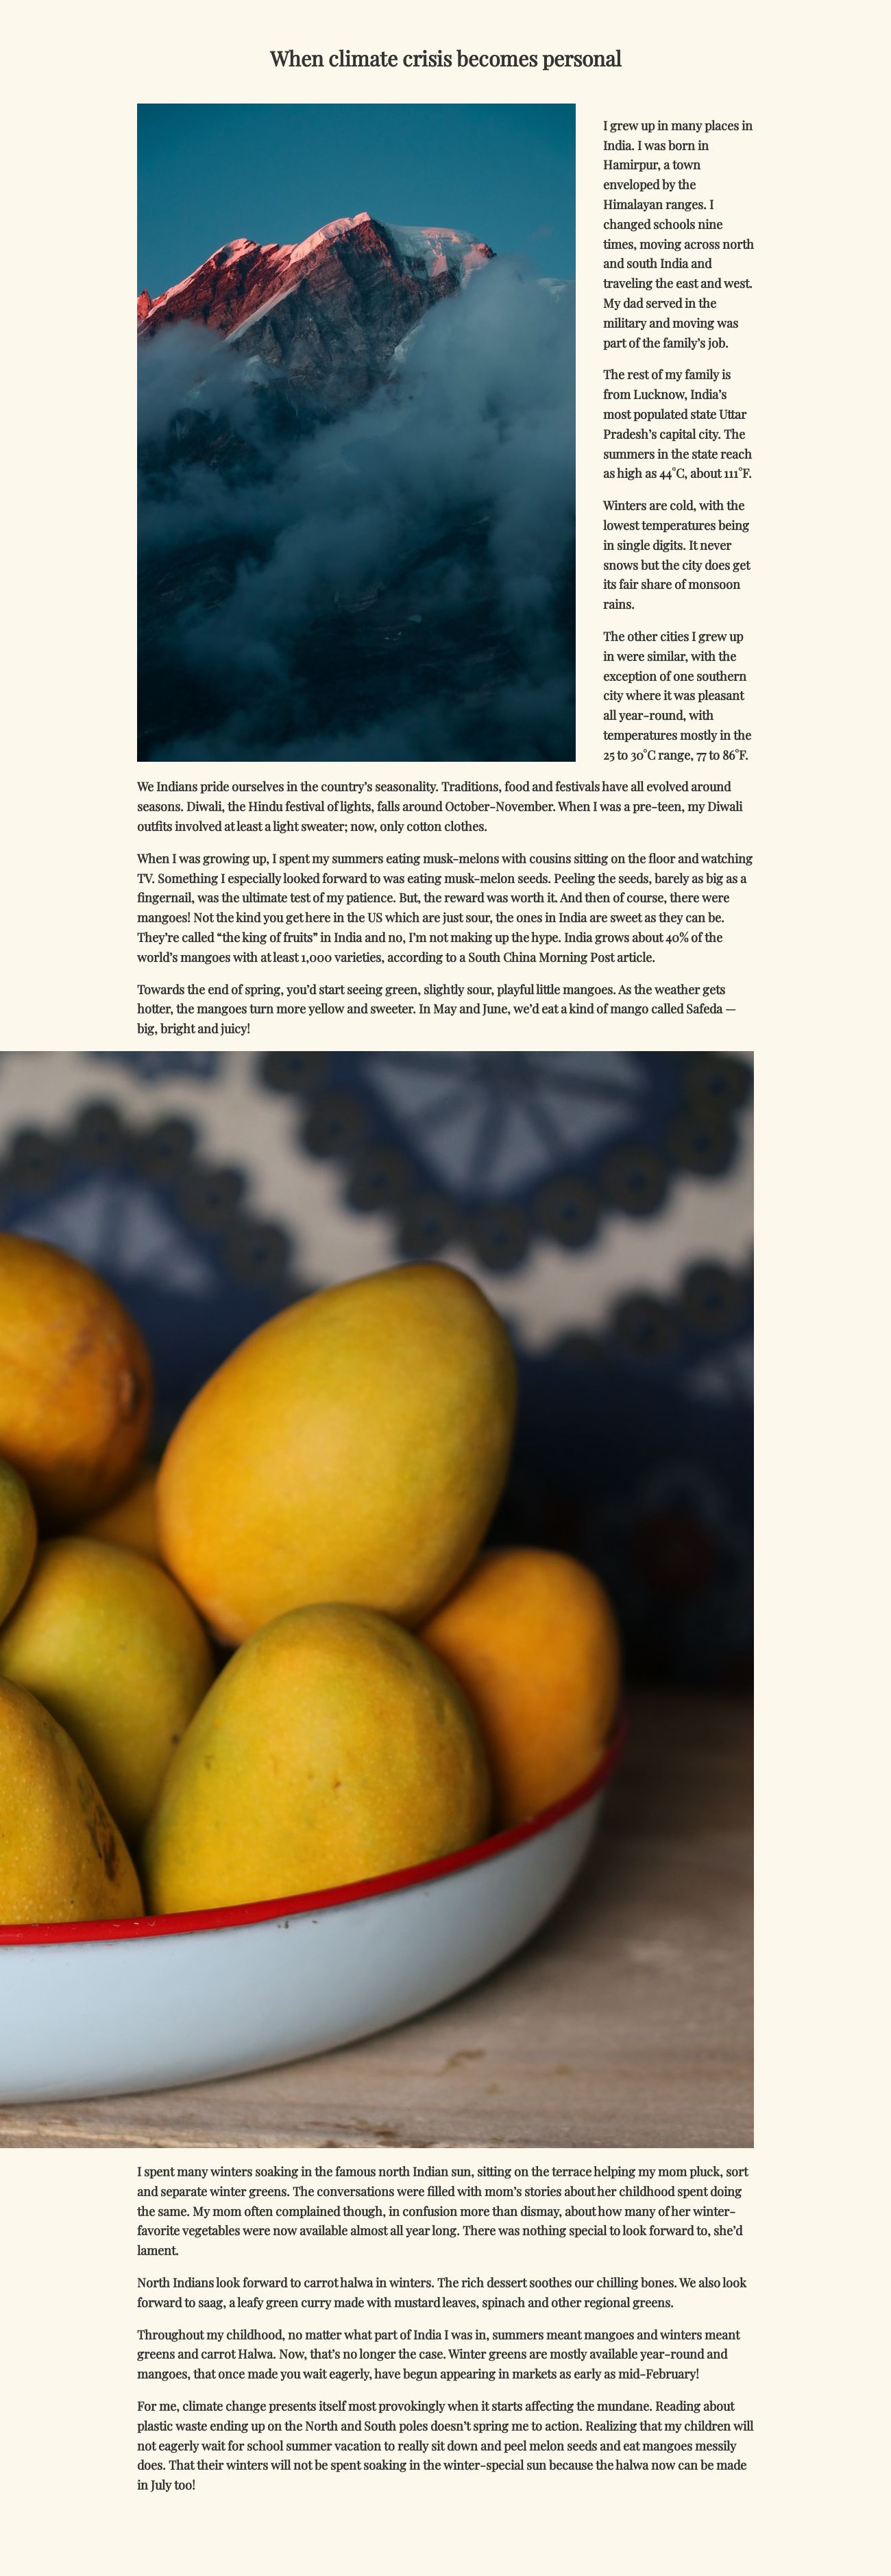 When climate crisis becomes personal
I grew up in many places in
India. I was born in
Hamirpur, a town
enveloped by the
Himalayan ranges. I
changed schools nine
times, moving across north
and south India and
traveling the east and west.
My dad served in the
military and moving was
part of the family’s job.
The rest of my family is
from Lucknow, India’s
most populated state Uttar
Pradesh’s capital city. The
summers in the state reach
as high as 44°C, about 111°F.
Winters are cold, with the
lowest temperatures being
in single digits. It never
snows but the city does get
its fair share of monsoon
rains.
The other cities I grew up
in were similar, with the
exception of one southern
city where it was pleasant
all year-round, with
temperatures mostly in the
25 to 30°C range, 77 to 86°F.
We Indians pride ourselves in the country’s seasonality. Traditions, food and festivals have all evolved around
seasons. Diwali, the Hindu festival of lights, falls around October-November. When I was a pre-teen, my Diwali
outfits involved at least a light sweater; now, only cotton clothes.
When I was growing up, I spent my summers eating musk-melons with cousins sitting on the floor and watching
TV. Something I especially looked forward to was eating musk-melon seeds. Peeling the seeds, barely as big as a
fingernail, was the ultimate test of my patience. But, the reward was worth it. And then of course, there were
mangoes! Not the kind you get here in the US which are just sour, the ones in India are sweet as they can be.
They’re called “the king of fruits” in India and no, I’m not making up the hype. India grows about 40% of the
world’s mangoes with at least 1,000 varieties, according to a South China Morning Post article.
Towards the end of spring, you’d start seeing green, slightly sour, playful little mangoes. As the weather gets
hotter, the mangoes turn more yellow and sweeter. In May and June, we’d eat a kind of mango called Safeda —
big, bright and juicy!
I spent many winters soaking in the famous north Indian sun, sitting on the terrace helping my mom pluck, sort
and separate winter greens. The conversations were filled with mom’s stories about her childhood spent doing
the same. My mom often complained though, in confusion more than dismay, about how many of her winter-
favorite vegetables were now available almost all year long. There was nothing special to look forward to, she’d
lament.
North Indians look forward to carrot halwa in winters. The rich dessert soothes our chilling bones. We also look
forward to saag, a leafy green curry made with mustard leaves, spinach and other regional greens.
Throughout my childhood, no matter what part of India I was in, summers meant mangoes and winters meant
greens and carrot Halwa. Now, that’s no longer the case. Winter greens are mostly available year-round and
mangoes, that once made you wait eagerly, have begun appearing in markets as early as mid-February!
For me, climate change presents itself most provokingly when it starts affecting the mundane. Reading about
plastic waste ending up on the North and South poles doesn’t spring me to action. Realizing that my children will
not eagerly wait for school summer vacation to really sit down and peel melon seeds and eat mangoes messily
does. That their winters will not be spent soaking in the winter-special sun because the halwa now can be made
in July too!